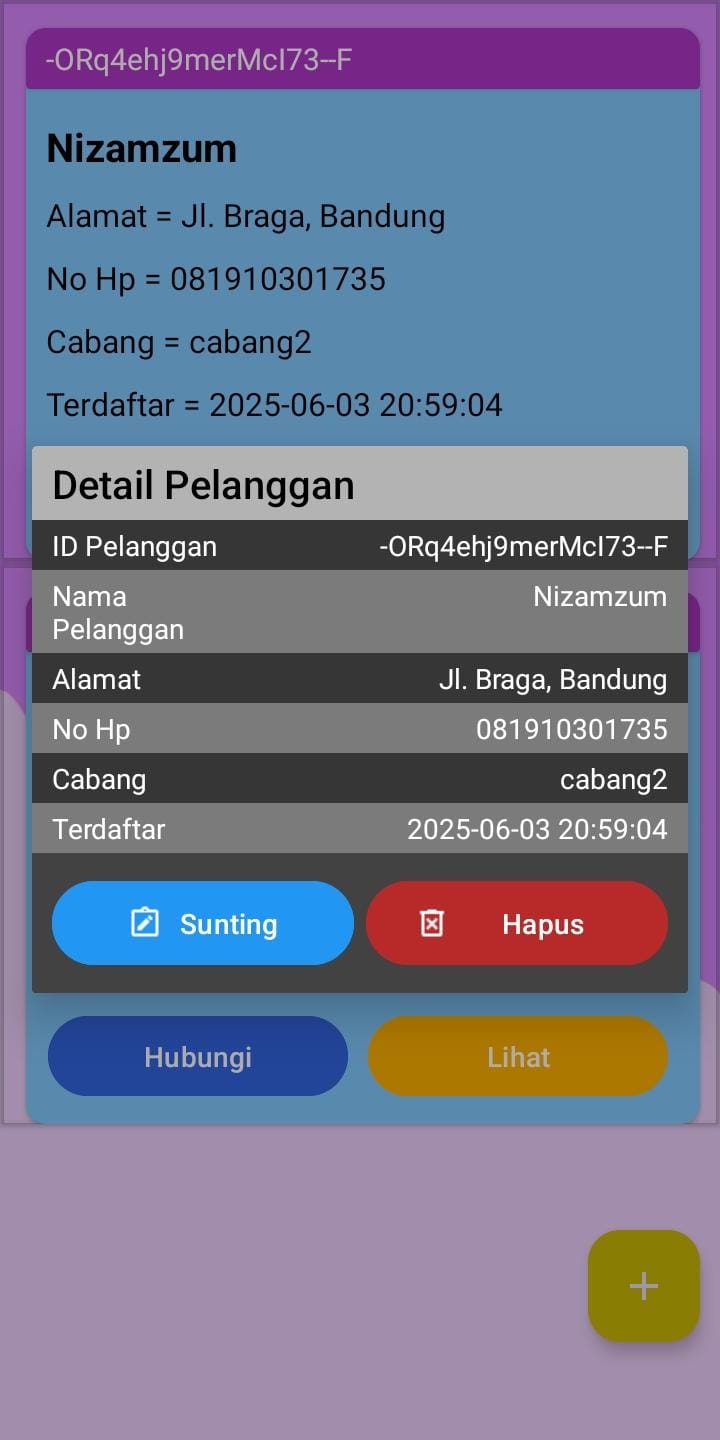 -ORq4ehj9merMcI73--F
Nizamzum
Alamat = Jl. Braga, Bandung
No Hp = 081910301735
Cabang = cabang2
Terdaftar = 2025-06-03 20:59:04
Detail Pelanggan
ID Pelanggan -ORq4ehj9merMcI73--F
Nama Nizamzum
Pelanggan
Alamat Jl. Braga, Bandung
No Hp 081910301735
Cabang cabang2
Terdaftar 2025-06-03 20:59:04
Sunting Hapus
Hubungi Lihat
+